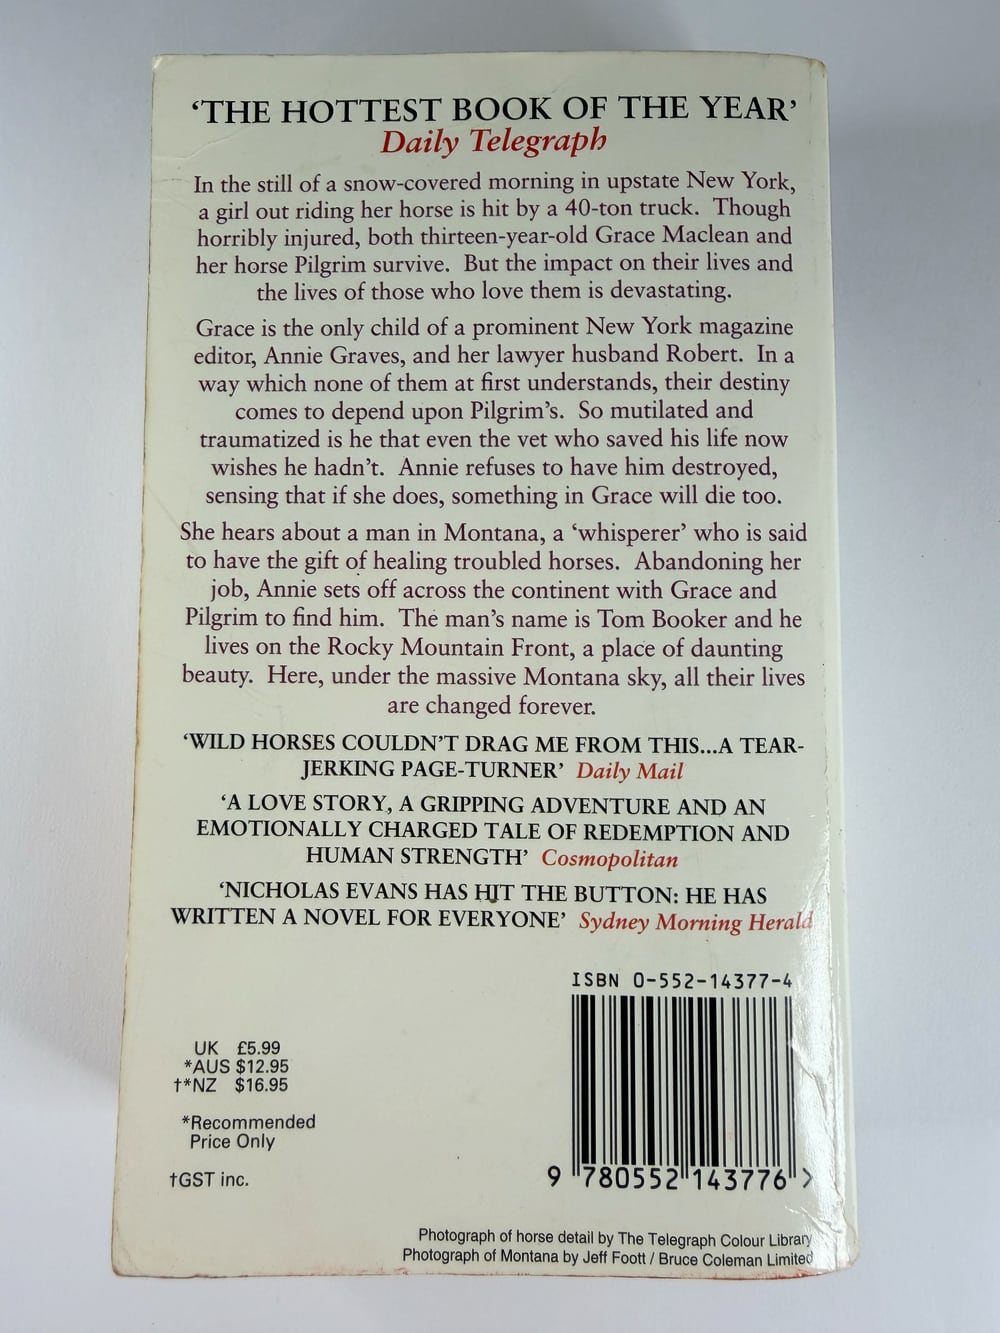 ‘THE HOTTEST BOOK OF THE YEAR’
Daily Telegraph
In the still of a snow-covered morning in upstate New York,
a girl out riding her horse is hit by a 40-ton truck. Though
horribly injured, both thirteen-year-old Grace Maclean and
her horse Pilgrim survive. But the impact on their lives and
the lives of those who love them is devastating.
Grace is the only child of a prominent New York magazine
editor, Annie Graves, and her lawyer husband Robert. In a
way which none of them at first understands, their destiny
comes to depend upon Pilgrim’s. So mutilated and
traumatized is he that even the vet who saved his life now
wishes he hadn’t. Annie refuses to have him destroyed,
sensing that if she does, something in Grace will die too.
She hears about a man in Montana, a ‘whisperer’ who is said
to have the gift of healing troubled horses. Abandoning her
job, Annie sets off across the continent with Grace and
Pilgrim to find him. The man’s name is Tom Booker and he
lives on the Rocky Mountain Front, a place of daunting
beauty. Here, under the massive Montana sky, all their lives
are changed forever.
‘WILD HORSES COULDN’T DRAG ME FROM THIS...A TEAR-
JERKING PAGE-TURNER’ Daily Mail
‘A LOVE STORY, A GRIPPING ADVENTURE AND AN
EMOTIONALLY CHARGED TALE OF REDEMPTION AND
HUMAN STRENGTH’ Cosmopolitan
‘NICHOLAS EVANS HAS HIT THE BUTTON: HE HAS
WRITTEN A NOVEL FOR EVERYONE’ Sydney Morning Herald
ISBN 0-552-14377-4
UK £5.99
*AUS $12.95
†*NZ $16.95
*Recommended
Price Only
†GST inc.
9 780552 143776 >
Photograph of horse detail by The Telegraph Colour Library
Photograph of Montana by Jeff Foott / Bruce Coleman Limited